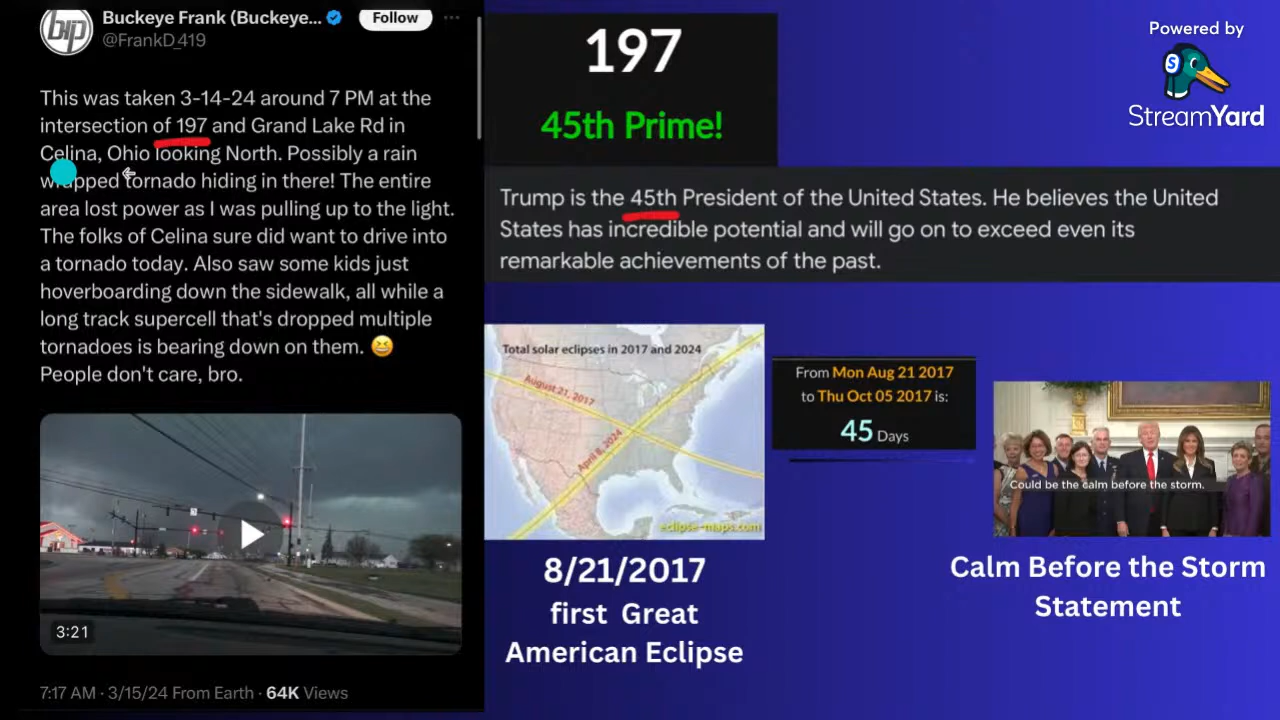 Buckeye Frank (Buckeye...
Follow
@FrankD_419
This was taken 3-14-24 around 7 PM at the
intersection of 197 and Grand Lake Rd in
Celina, Ohio looking North. Possibly a rain
wrapped tornado hiding in there! The entire
area lost power as I was pulling up to the light.
The folks of Celina sure did want to drive into
a tornado today. Also saw some kids just
hoverboarding down the sidewalk, all while a
long track supercell that's dropped multiple
tornadoes is bearing down on them. 😆
People don't care, bro.
3:21
7:17 AM · 3/15/24 From Earth · 64K Views
197
45th Prime!
Trump is the 45th President of the United States. He believes the United
States has incredible potential and will go on to exceed even its
remarkable achievements of the past.
Total solar eclipses in 2017 and 2024
August 21, 2017
April 8, 2024
eclipse-maps.com
8/21/2017
first Great
American Eclipse
From Mon Aug 21 2017
to Thu Oct 05 2017 is:
45 Days
Could be the calm before the storm.
Calm Before the Storm
Statement
Powered by
S
StreamYard